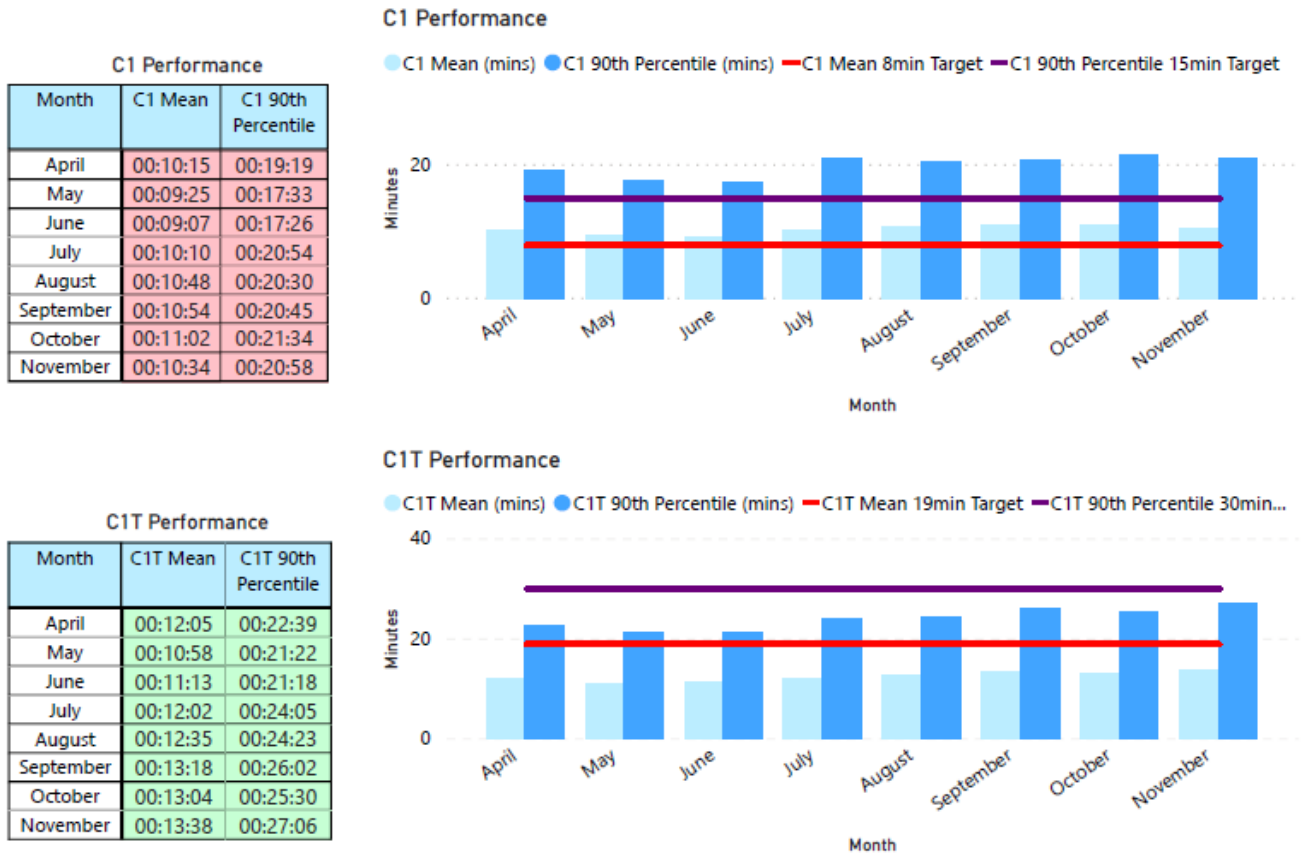 C1 Performance
C1 Mean (mins) C1 90th Percentile (mins) C1 Mean 8min Target C1 90th Percentile 15min Target
C1 Performance
Month C1 Mean C1 90th
Percentile
April 00:10:15 00:19:19
May 00:09:25 00:17:33
June 00:09:07 00:17:26
July 00:10:10 00:20:54
August 00:10:48 00:20:30
September 00:10:54 00:20:45
October 00:11:02 00:21:34
November 00:10:34 00:20:58
Minutes
20
0
April May June July August September October November
Month
C1T Performance
C1T Mean (mins) C1T 90th Percentile (mins) C1T Mean 19min Target C1T 90th Percentile 30min...
C1T Performance
Month C1T Mean C1T 90th
Percentile
April 00:12:05 00:22:39
May 00:10:58 00:21:22
June 00:11:13 00:21:18
July 00:12:02 00:24:05
August 00:12:35 00:24:23
September 00:13:18 00:26:02
October 00:13:04 00:25:30
November 00:13:38 00:27:06
Minutes
40
20
0
April May June July August September October November
Month